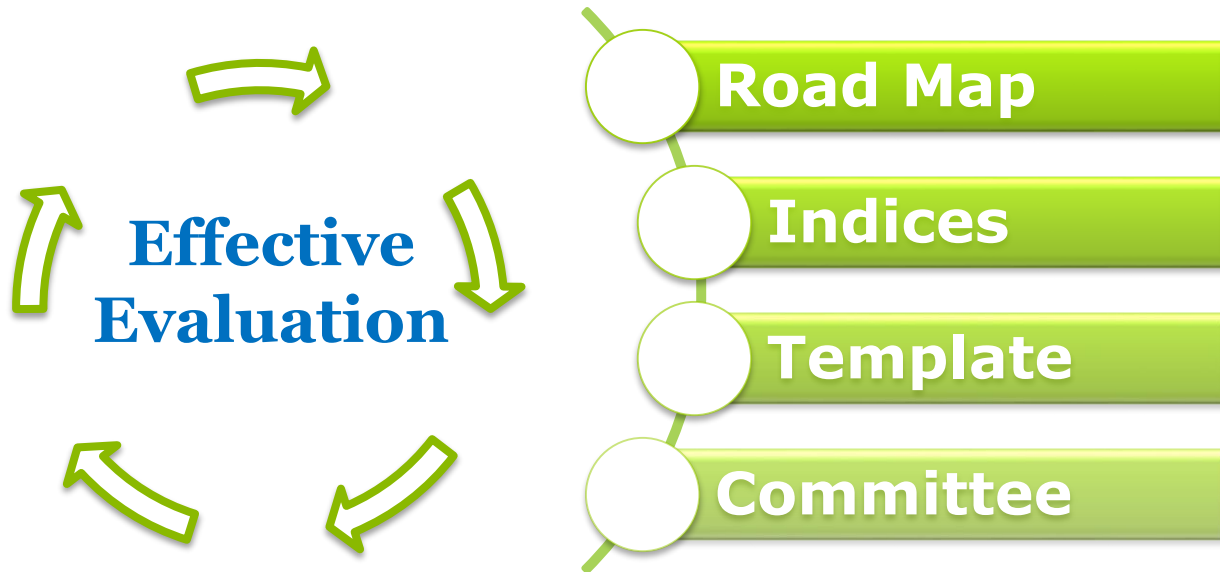 Effective
Evaluation
Road Map
Indices
Template
Committee